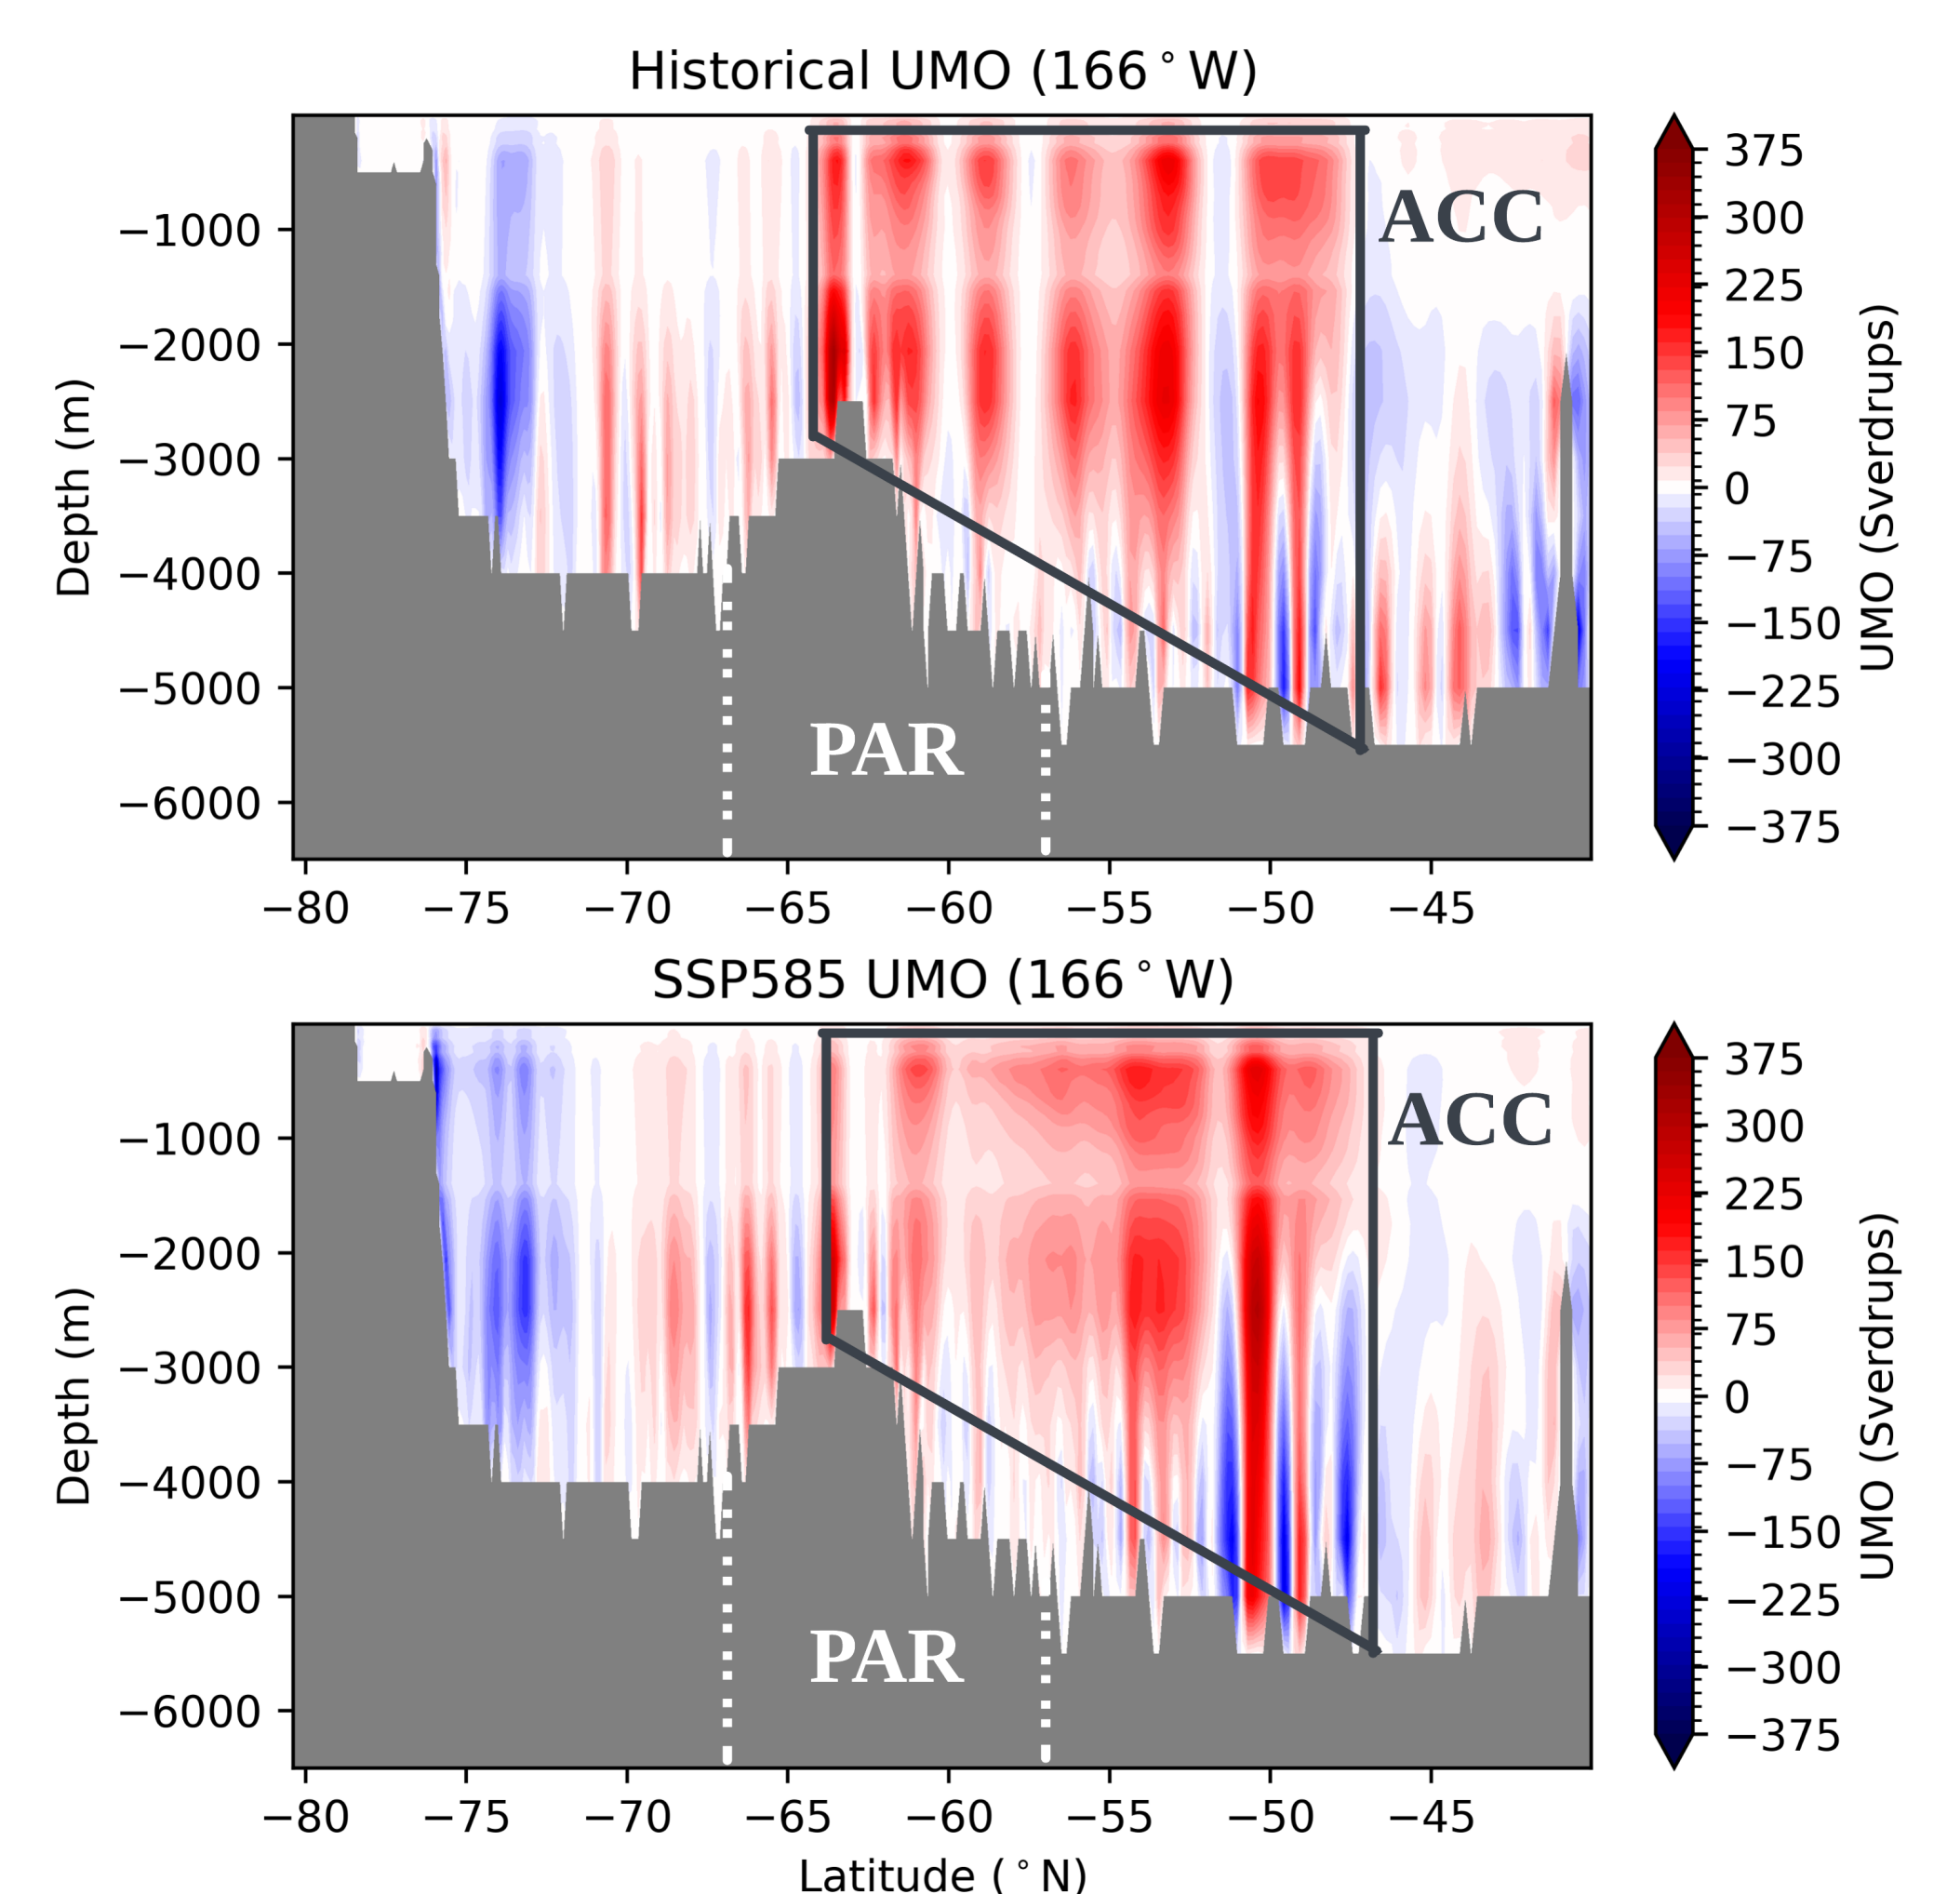 Historical UMO (166°W)
Depth (m)
−1000
−2000
−3000
−4000
−5000
−6000
ACC
PAR
−80 −75 −70 −65 −60 −55 −50 −45
375
300
225
150
75
0
−75
−150
−225
−300
−375
UMO (Sverdrups)
SSP585 UMO (166°W)
Depth (m)
−1000
−2000
−3000
−4000
−5000
−6000
ACC
PAR
−80 −75 −70 −65 −60 −55 −50 −45
Latitude (°N)
375
300
225
150
75
0
−75
−150
−225
−300
−375
UMO (Sverdrups)